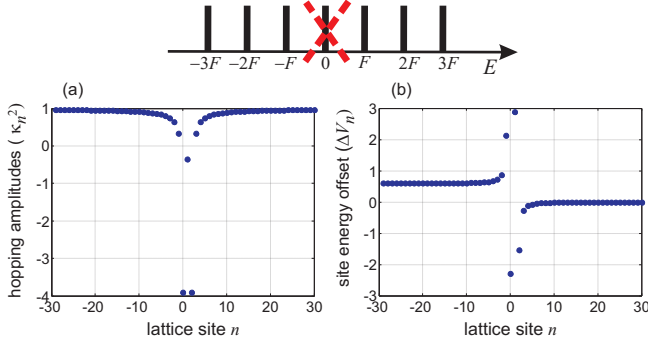 −3F −2F −F 0 F 2F 3F E
(a) (b)
hopping amplitudes ( κn²)
1
0
-1
-2
-3
-4
-30 -20 -10 0 10 20 30
lattice site n
site energy offset (ΔVn)
3
2
1
0
-1
-2
-3
-30 -20 -10 0 10 20 30
lattice site n